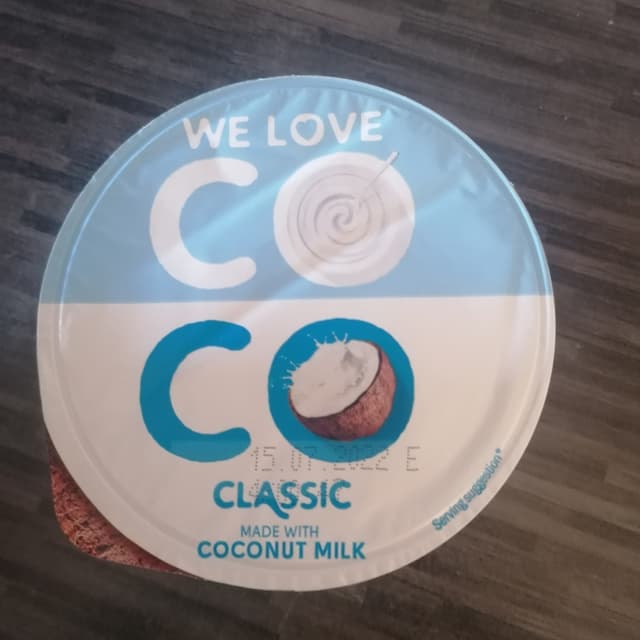 WE LOVE
CO
CO
15.07.2022 E
CLASSIC
MADE WITH
COCONUT MILK
Serving suggestion*